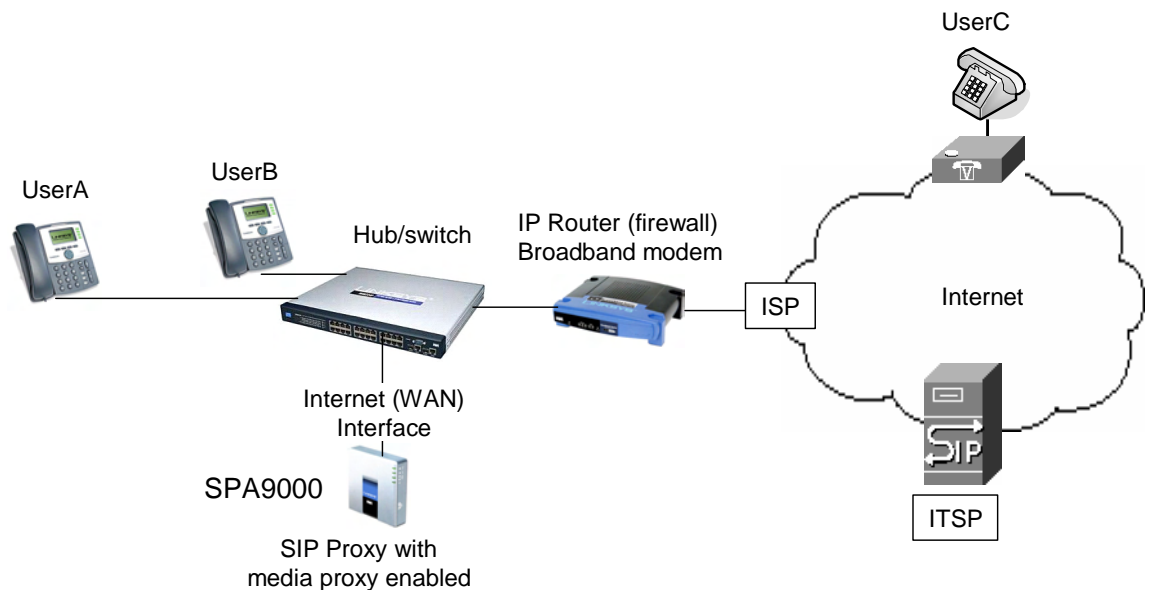 UserC
UserB
UserA
Hub/switch
IP Router (firewall)
Broadband modem
ISP
Internet
Internet (WAN)
Interface
SPA9000
SIP
ITSP
SIP Proxy with
media proxy enabled